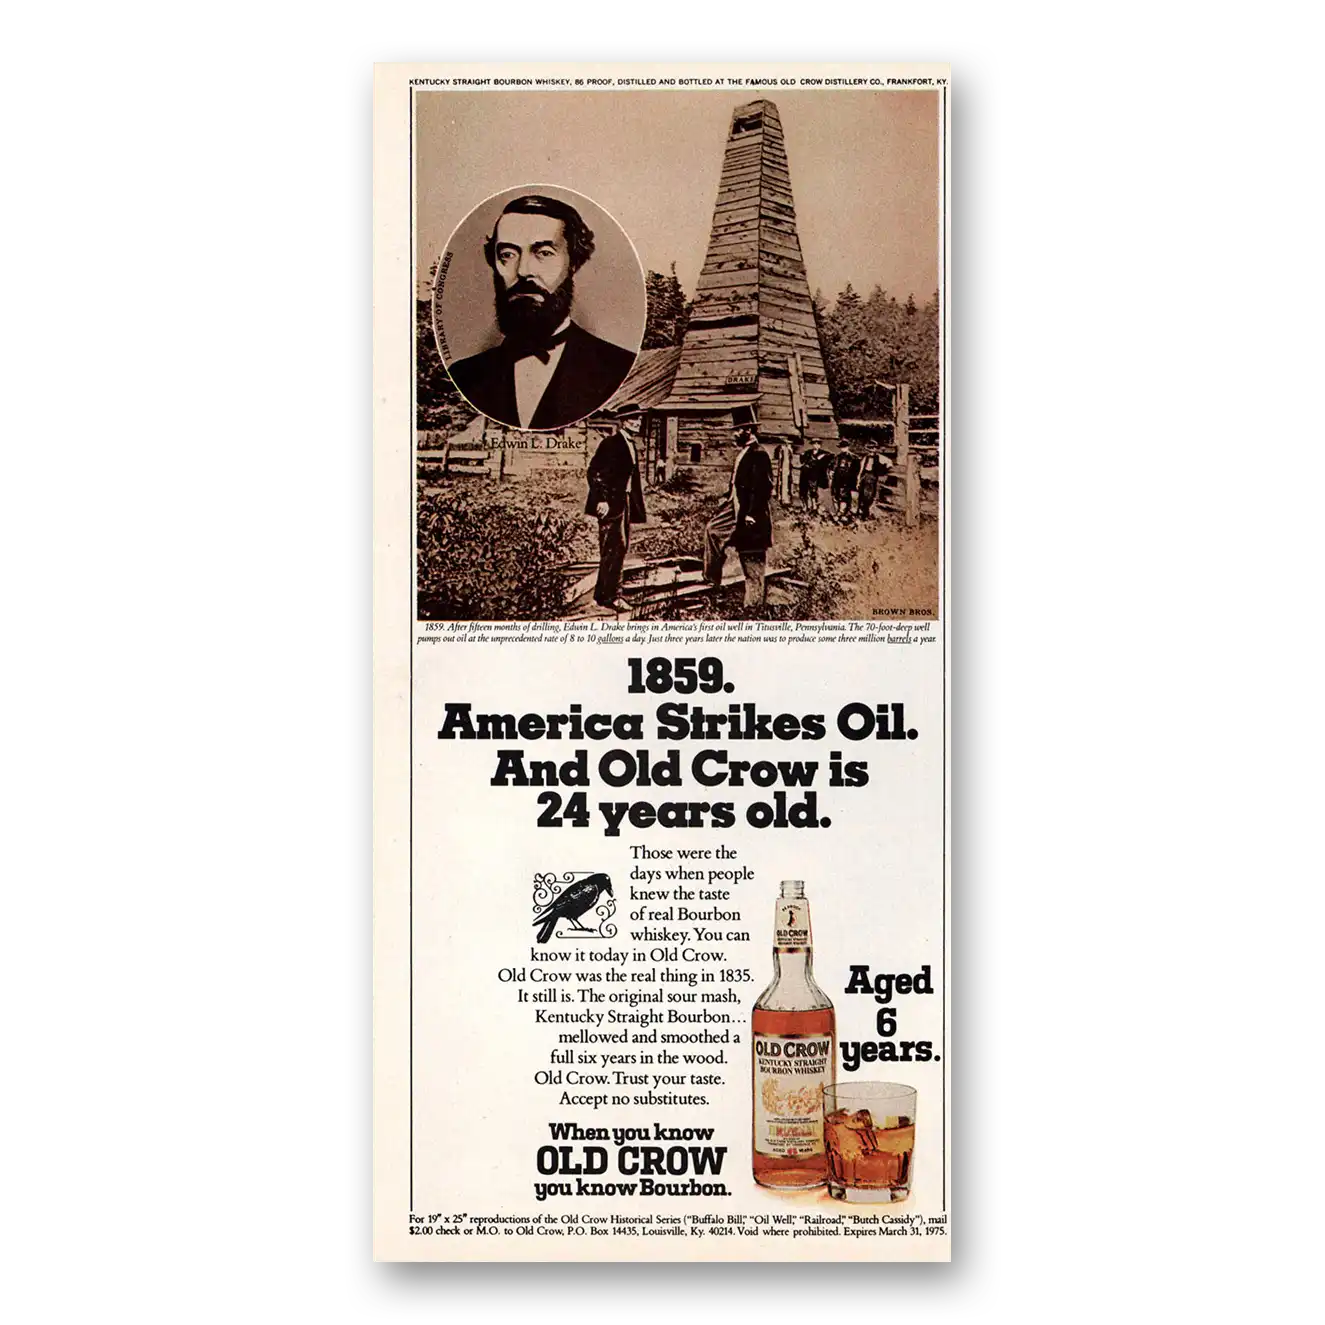 KENTUCKY STRAIGHT BOURBON WHISKEY, 86 PROOF, DISTILLED AND BOTTLED AT THE FAMOUS OLD CROW DISTILLERY CO., FRANKFORT, KY.
LIBRARY OF CONGRESS
DRAKE
Edwin L. Drake
BROWN BROS.
1859. After fifteen months of drilling, Edwin L. Drake brings in America's first oil well in Titusville, Pennsylvania. The 70-foot-deep well
pumps out oil at the unprecedented rate of 8 to 10 gallons a day. Just three years later the nation was to produce some three million barrels a year.
1859.
America Strikes Oil.
And Old Crow is
24 years old.
Those were the
days when people
knew the taste
of real Bourbon
whiskey. You can
know it today in Old Crow.
Old Crow was the real thing in 1835.
It still is. The original sour mash,
Kentucky Straight Bourbon...
mellowed and smoothed a
full six years in the wood.
Old Crow. Trust your taste.
Accept no substitutes.
When you know
OLD CROW
you know Bourbon.
OLD CROW
OLD CROW
KENTUCKY STRAIGHT
BOURBON WHISKEY
AGED 6 YEARS
Aged
6
years.
For 19" x 25" reproductions of the Old Crow Historical Series ("Buffalo Bill," "Oil Well," "Railroad," "Butch Cassidy"), mail
$2.00 check or M.O. to Old Crow, P.O. Box 14435, Louisville, Ky. 40214. Void where prohibited. Expires March 31, 1975.